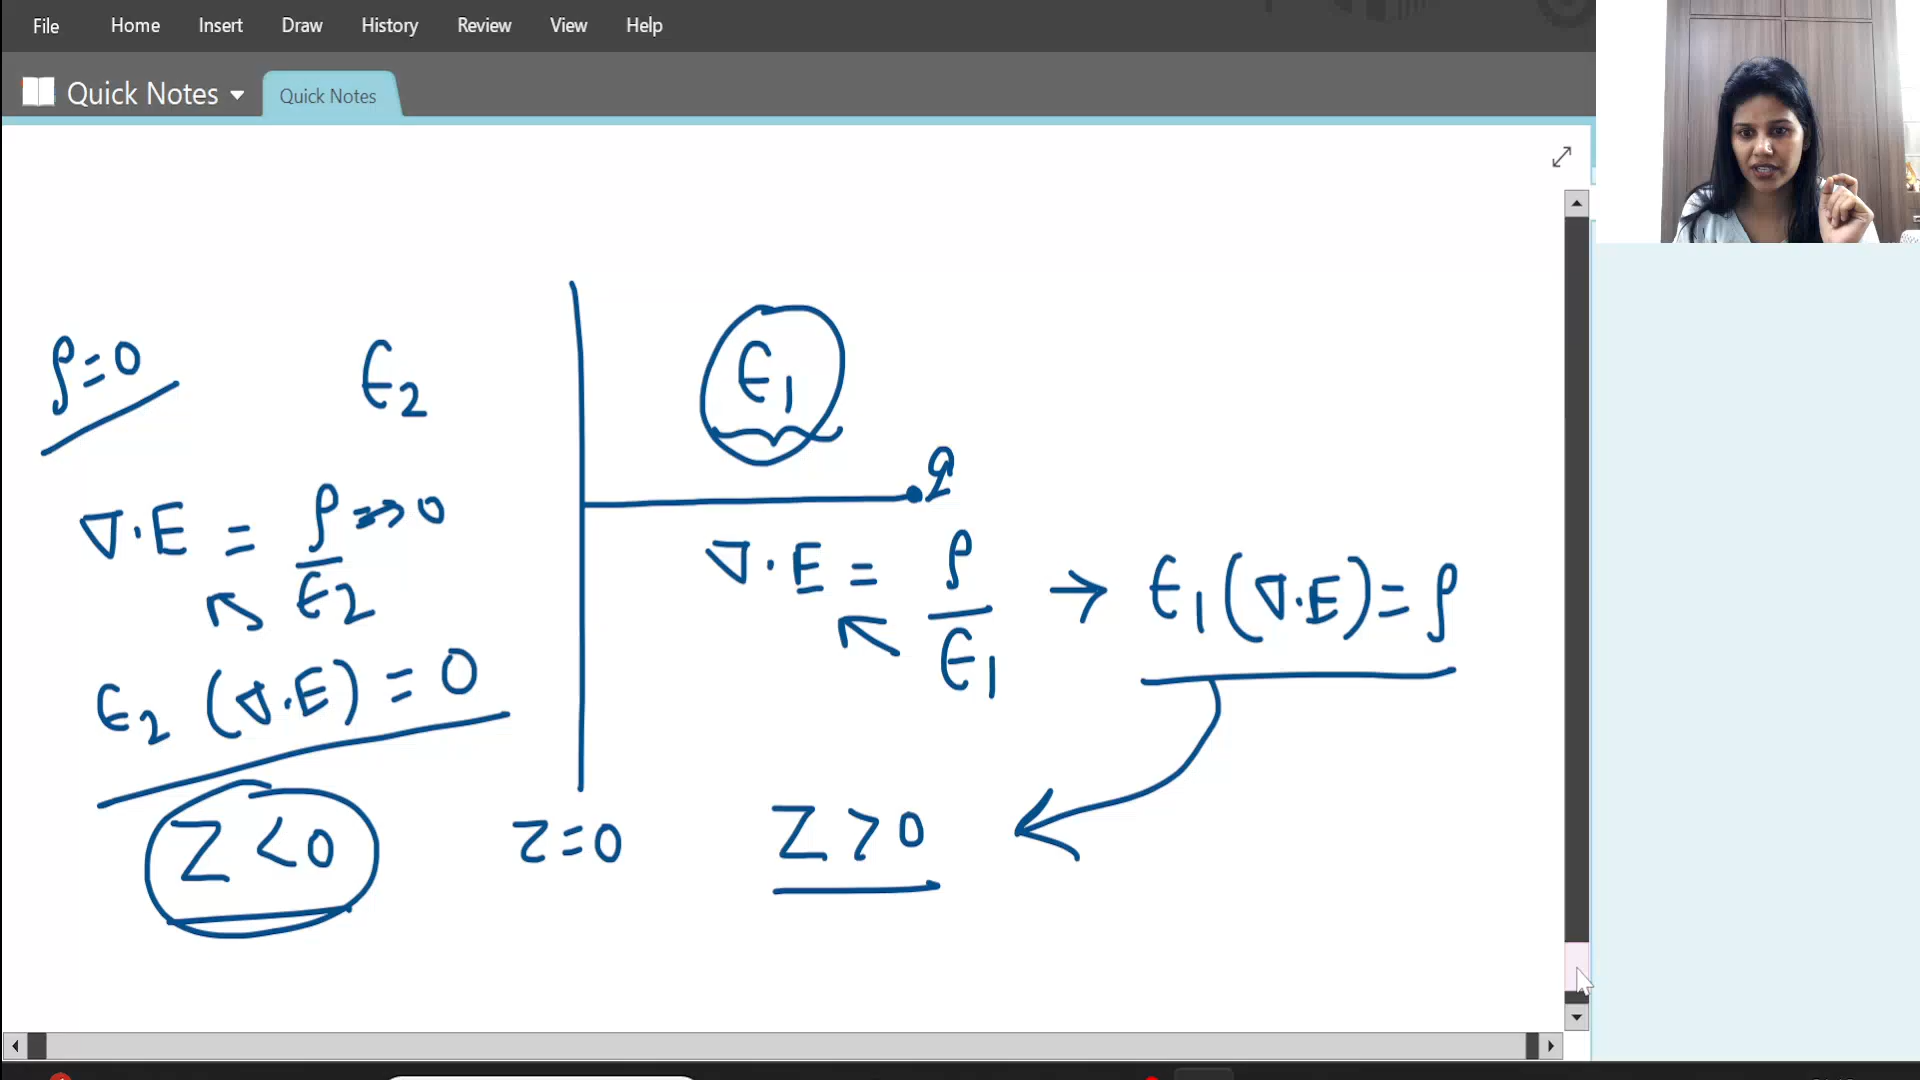 File Home Insert Draw History Review View Help
Quick Notes Quick Notes
ρ=0 ϵ2 ϵ1
q
∇·E = ρ/ϵ2 → 0
∇·E = ρ/ϵ1 → ϵ1(∇·E)=ρ
ϵ2 (∇·E) = 0
Z<0 z=0 Z>0